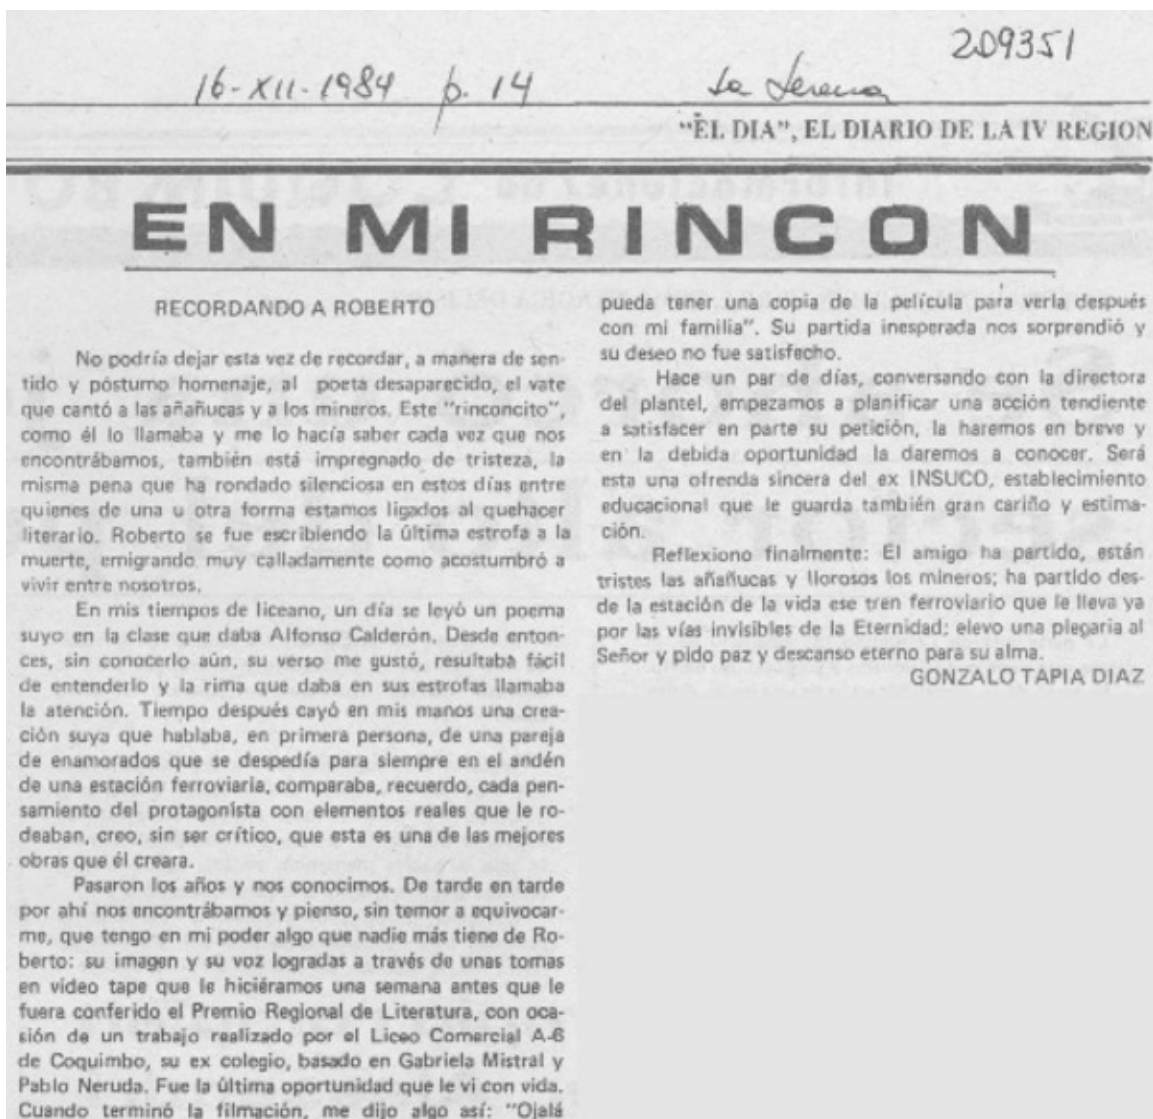 209351
16-XII-1984 p. 14 La Serena
"EL DIA", EL DIARIO DE LA IV REGION
EN MI RINCON
RECORDANDO A ROBERTO
No podría dejar esta vez de recordar, a manera de sen-
tido y póstumo homenaje, al poeta desaparecido, el vate
que cantó a las añañucas y a los mineros. Este "rinconcito",
como él lo llamaba y me lo hacía saber cada vez que nos
encontrábamos, también está impregnado de tristeza, la
misma pena que ha rondado silenciosa en estos días entre
quienes de una u otra forma estamos ligados al quehacer
literario. Roberto se fue escribiendo la última estrofa a la
muerte, emigrando muy calladamente como acostumbró a
vivir entre nosotros.
En mis tiempos de liceano, un día se leyó un poema
suyo en la clase que daba Alfonso Calderón. Desde enton-
ces, sin conocerlo aún, su verso me gustó, resultaba fácil
de entenderlo y la rima que daba en sus estrofas llamaba
la atención. Tiempo después cayó en mis manos una crea-
ción suya que hablaba, en primera persona, de una pareja
de enamorados que se despedía para siempre en el andén
de una estación ferroviaria, comparaba, recuerdo, cada pen-
samiento del protagonista con elementos reales que le ro-
deaban, creo, sin ser crítico, que esta es una de las mejores
obras que él creara.
Pasaron los años y nos conocimos. De tarde en tarde
por ahí nos encontrábamos y pienso, sin temor a equivocar-
me, que tengo en mi poder algo que nadie más tiene de Ro-
berto: su imagen y su voz logradas a través de unas tomas
en video tape que le hiciéramos una semana antes que le
fuera conferido el Premio Regional de Literatura, con oca-
sión de un trabajo realizado por el Liceo Comercial A-6
de Coquimbo, su ex colegio, basado en Gabriela Mistral y
Pablo Neruda. Fue la última oportunidad que le vi con vida.
Cuando terminó la filmación, me dijo algo así: "Ojalá
pueda tener una copia de la película para verla después
con mi familia". Su partida inesperada nos sorprendió y
su deseo no fue satisfecho.
Hace un par de días, conversando con la directora
del plantel, empezamos a planificar una acción tendiente
a satisfacer en parte su petición, la haremos en breve y
en la debida oportunidad la daremos a conocer. Será
esta una ofrenda sincera del ex INSUCO, establecimiento
educacional que le guarda también gran cariño y estima-
ción.
Reflexiono finalmente: El amigo ha partido, están
tristes las añañucas y llorosos los mineros; ha partido des-
de la estación de la vida ese tren ferroviario que le lleva ya
por las vías invisibles de la Eternidad; elevo una plegaria al
Señor y pido paz y descanso eterno para su alma.
GONZALO TAPIA DIAZ